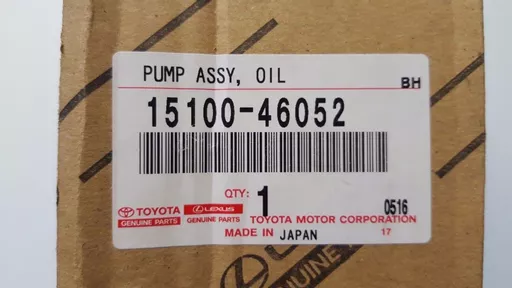 PUMP ASSY, OIL
BH
15100-46052
QTY: 1
0516
TOYOTA LEXUS
GENUINE PARTS GENUINE PARTS TOYOTA MOTOR CORPORATION
MADE IN JAPAN 17
GENUINE